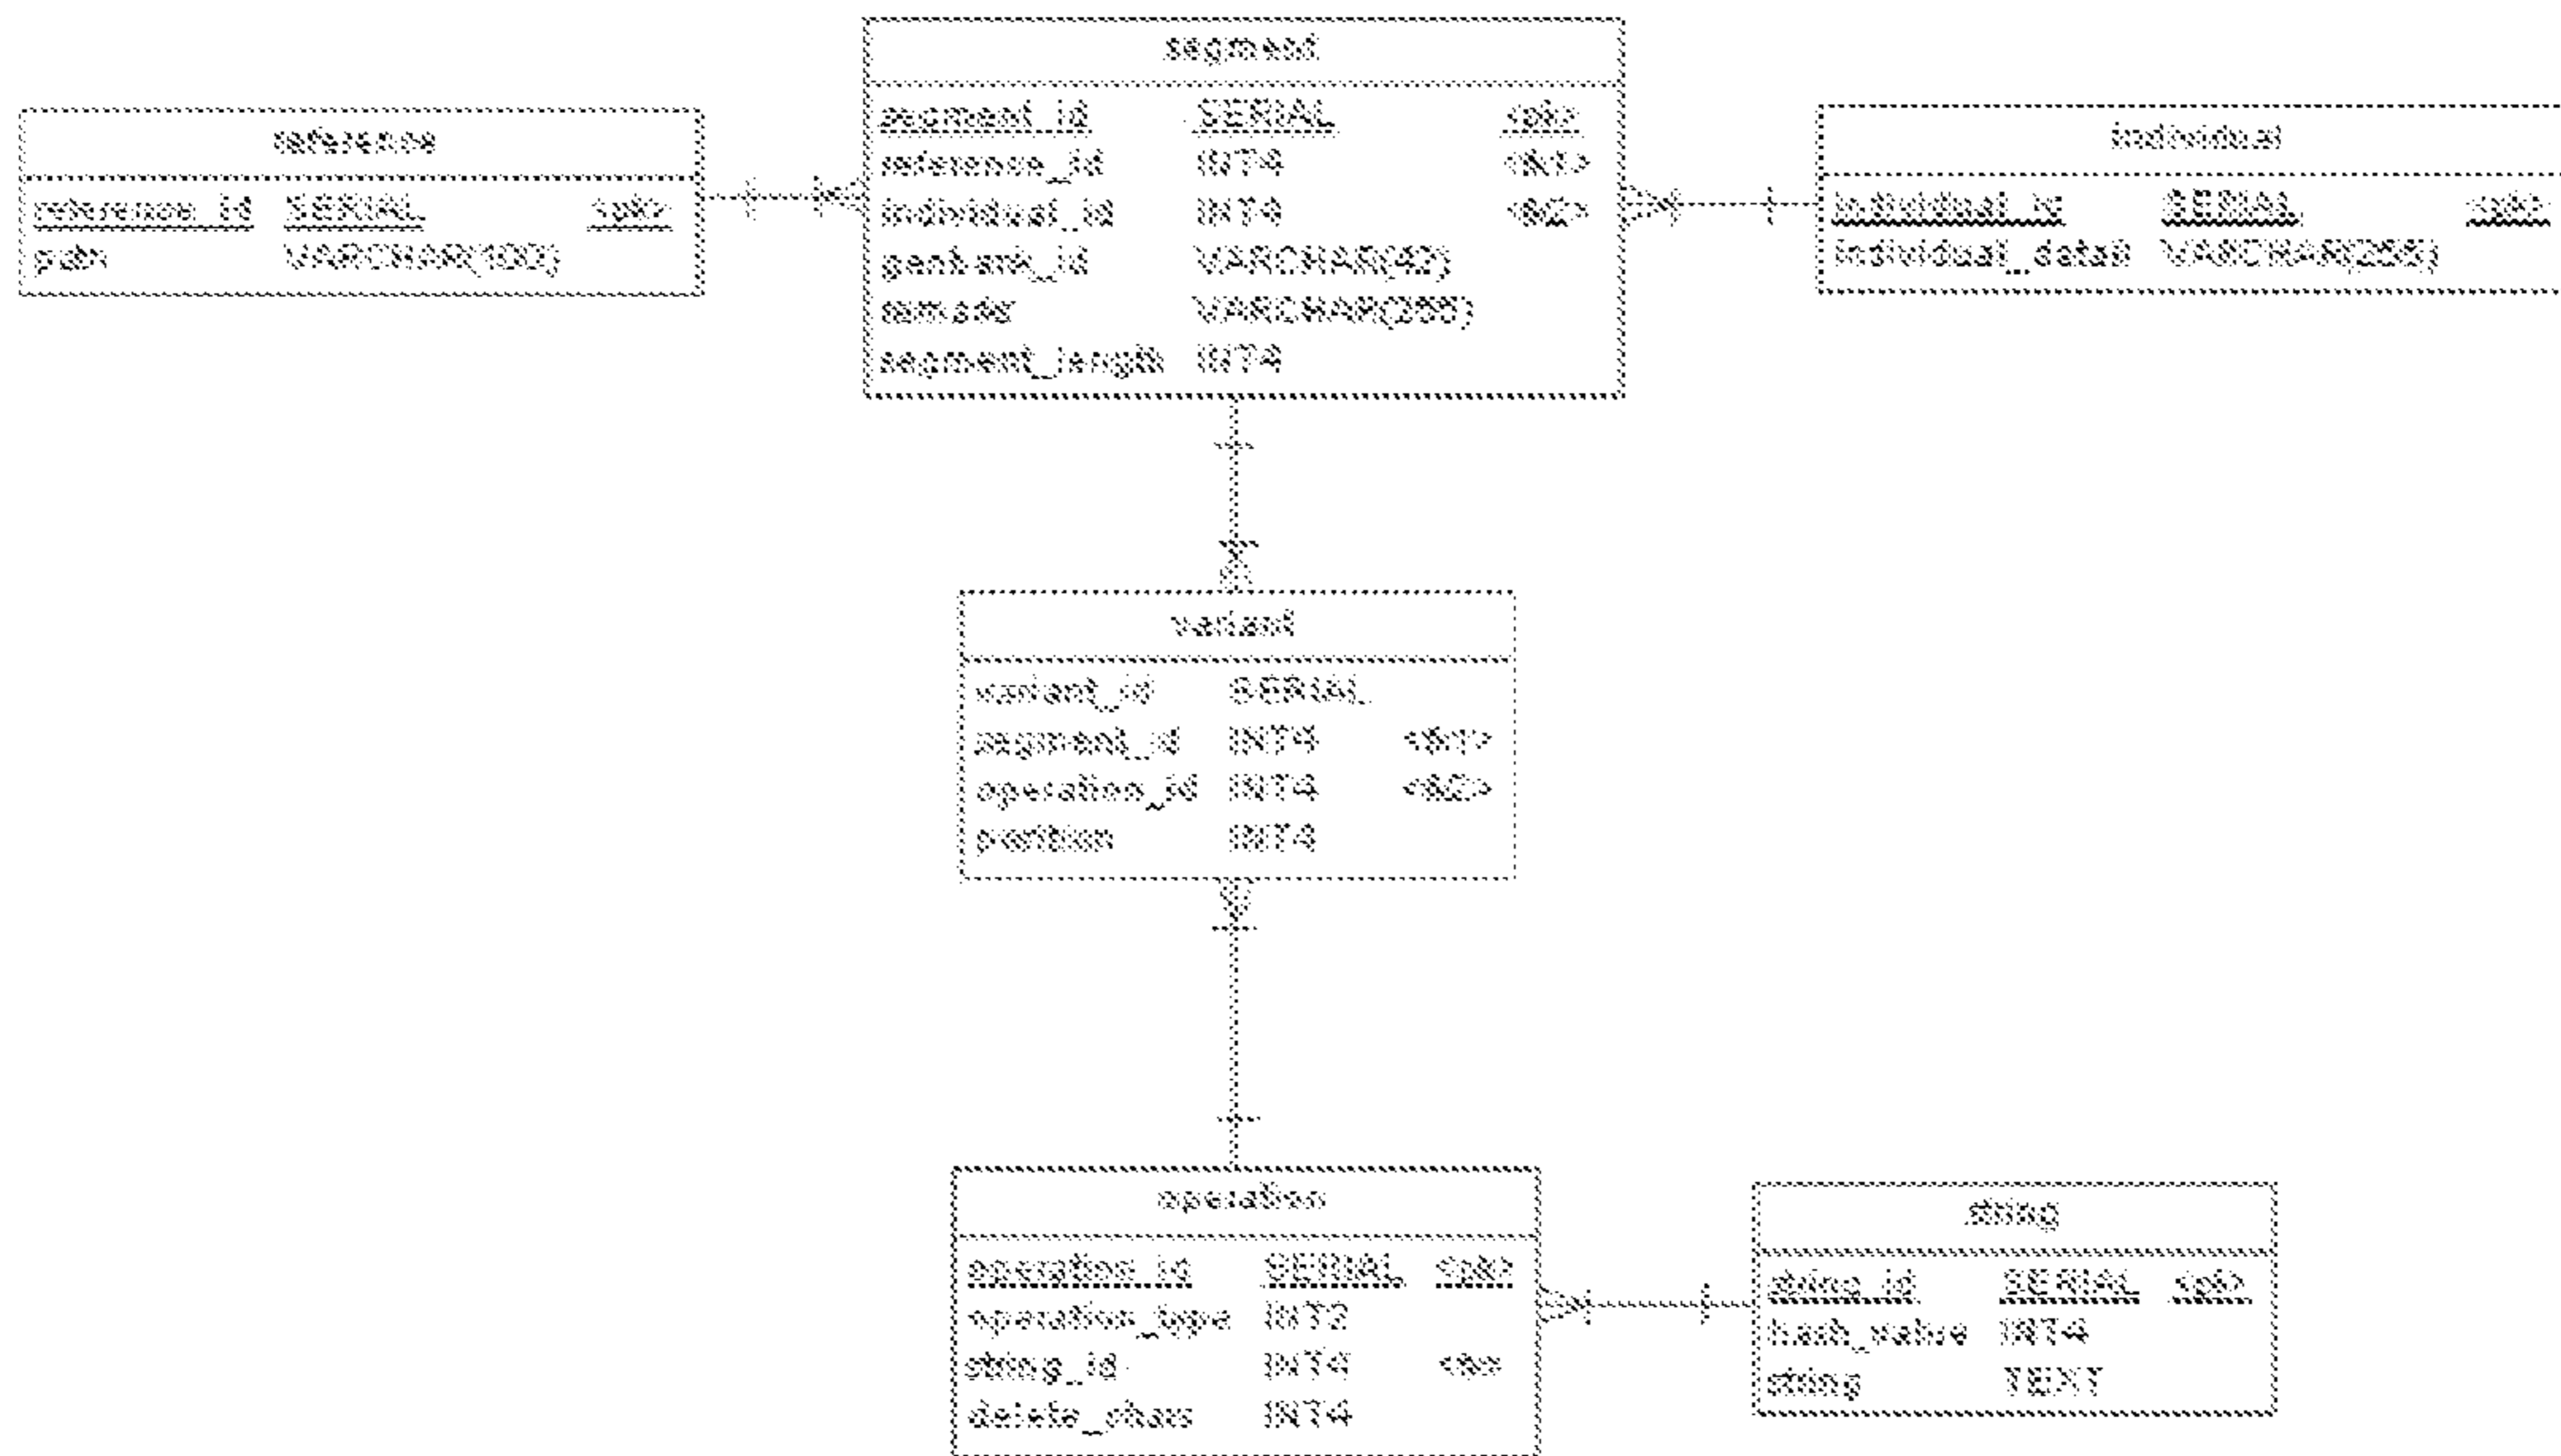 segment
segment_id SERIAL <pk>
reference_id INT4 <fk1>
individual_id INT4 <fk2>
genbank_id VARCHAR(42)
VARCHAR(255)
segment_length INT4
reference
reference_id SERIAL <pk>
path VARCHAR(100)
individual
individual_id SERIAL <pk>
individual_detail VARCHAR(255)
variant
variant_id SERIAL
segment_id INT4 <fk1>
operation_id INT4 <fk2>
position INT4
operation
operation_id SERIAL <pk>
operation_type INT2
string_id INT4 <fk>
delete_chars INT4
string
string_id SERIAL <pk>
hash_value INT4
string TEXT